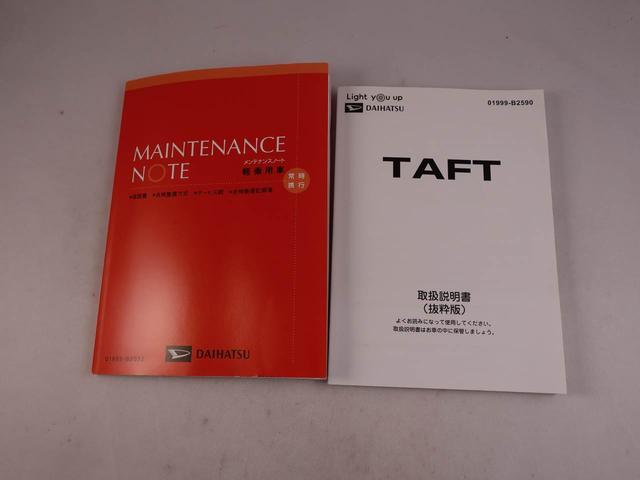 MAINTENANCE
NOTE
メンテナンスノート
軽乗用車
常時
携行
DAIHATSU
Light you up
DAIHATSU
01999-B2590
TAFT
取扱説明書
(抜粋版)
よくお読みになって使用してください。
取扱説明書はお車の中に保管しましょう。